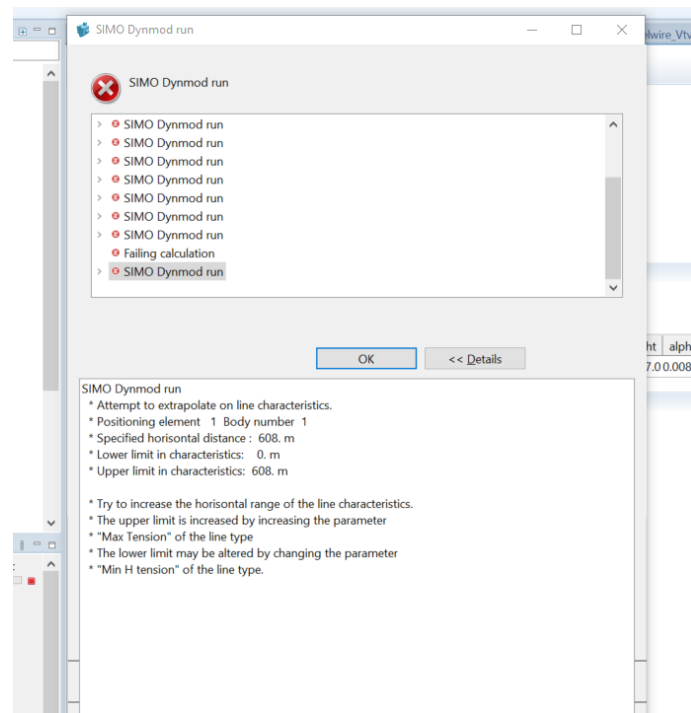 SIMO Dynmod run
elwire_Vtv
SIMO Dynmod run
SIMO Dynmod run
SIMO Dynmod run
SIMO Dynmod run
SIMO Dynmod run
SIMO Dynmod run
SIMO Dynmod run
SIMO Dynmod run
Failing calculation
SIMO Dynmod run
OK
<< Details
ht alph
7.0 0.008
SIMO Dynmod run
* Attempt to extrapolate on line characteristics.
* Positioning element 1 Body number 1
* Specified horisontal distance : 608. m
* Lower limit in characteristics: 0. m
* Upper limit in characteristics: 608. m
* Try to increase the horisontal range of the line characteristics.
* The upper limit is increased by increasing the parameter
* "Max Tension" of the line type
* The lower limit may be altered by changing the parameter
* "Min H tension" of the line type.